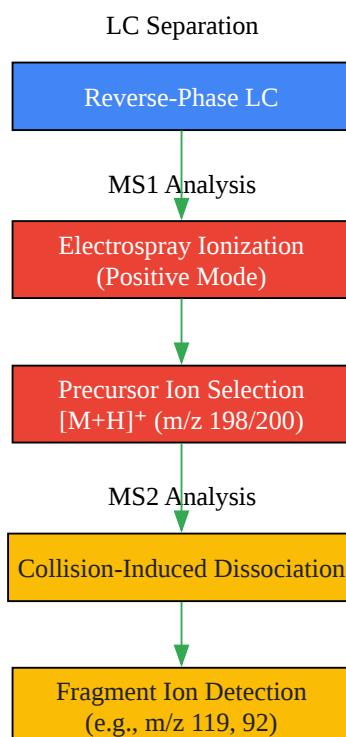 LC Separation
Reverse-Phase LC
MS1 Analysis
Electrospray Ionization
(Positive Mode)
Precursor Ion Selection
[M+H]⁺ (m/z 198/200)
MS2 Analysis
Collision-Induced Dissociation
Fragment Ion Detection
(e.g., m/z 119, 92)